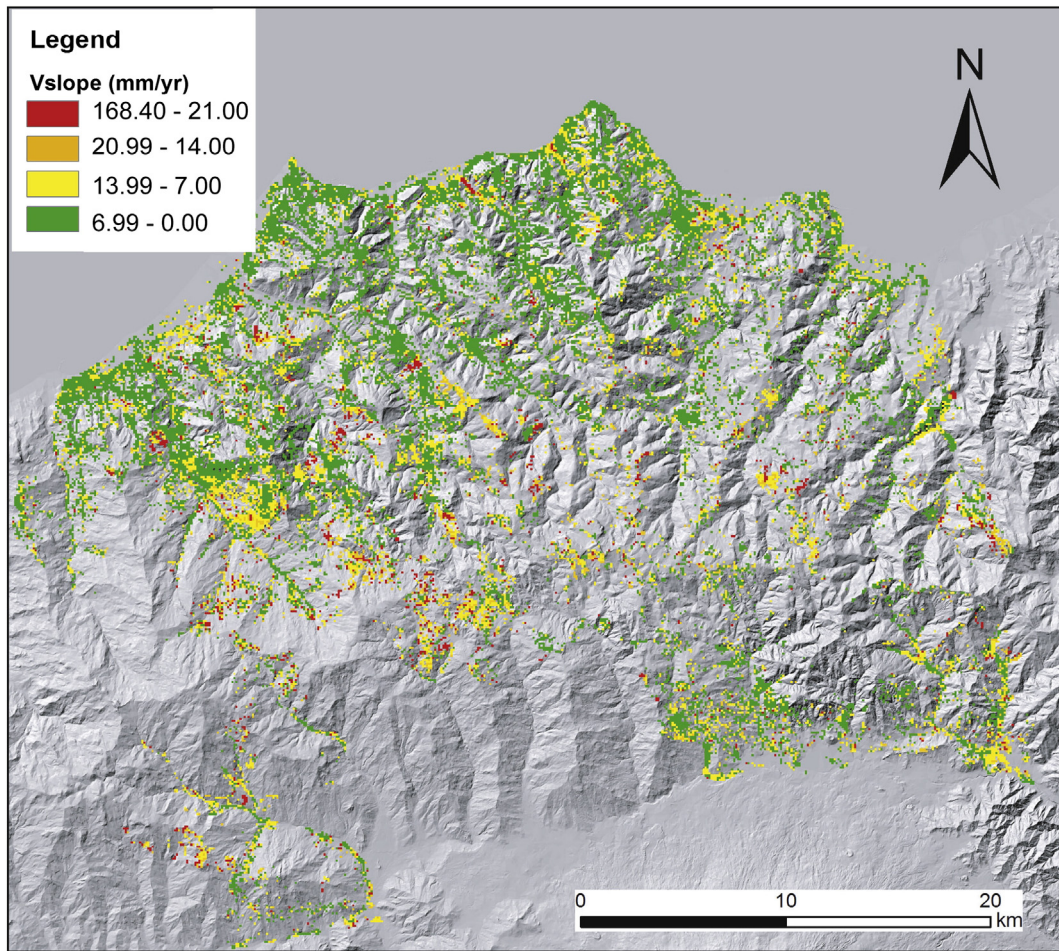 Legend
Vslope (mm/yr)
168.40 - 21.00
20.99 - 14.00
13.99 - 7.00
6.99 - 0.00
N
0 10 20
km